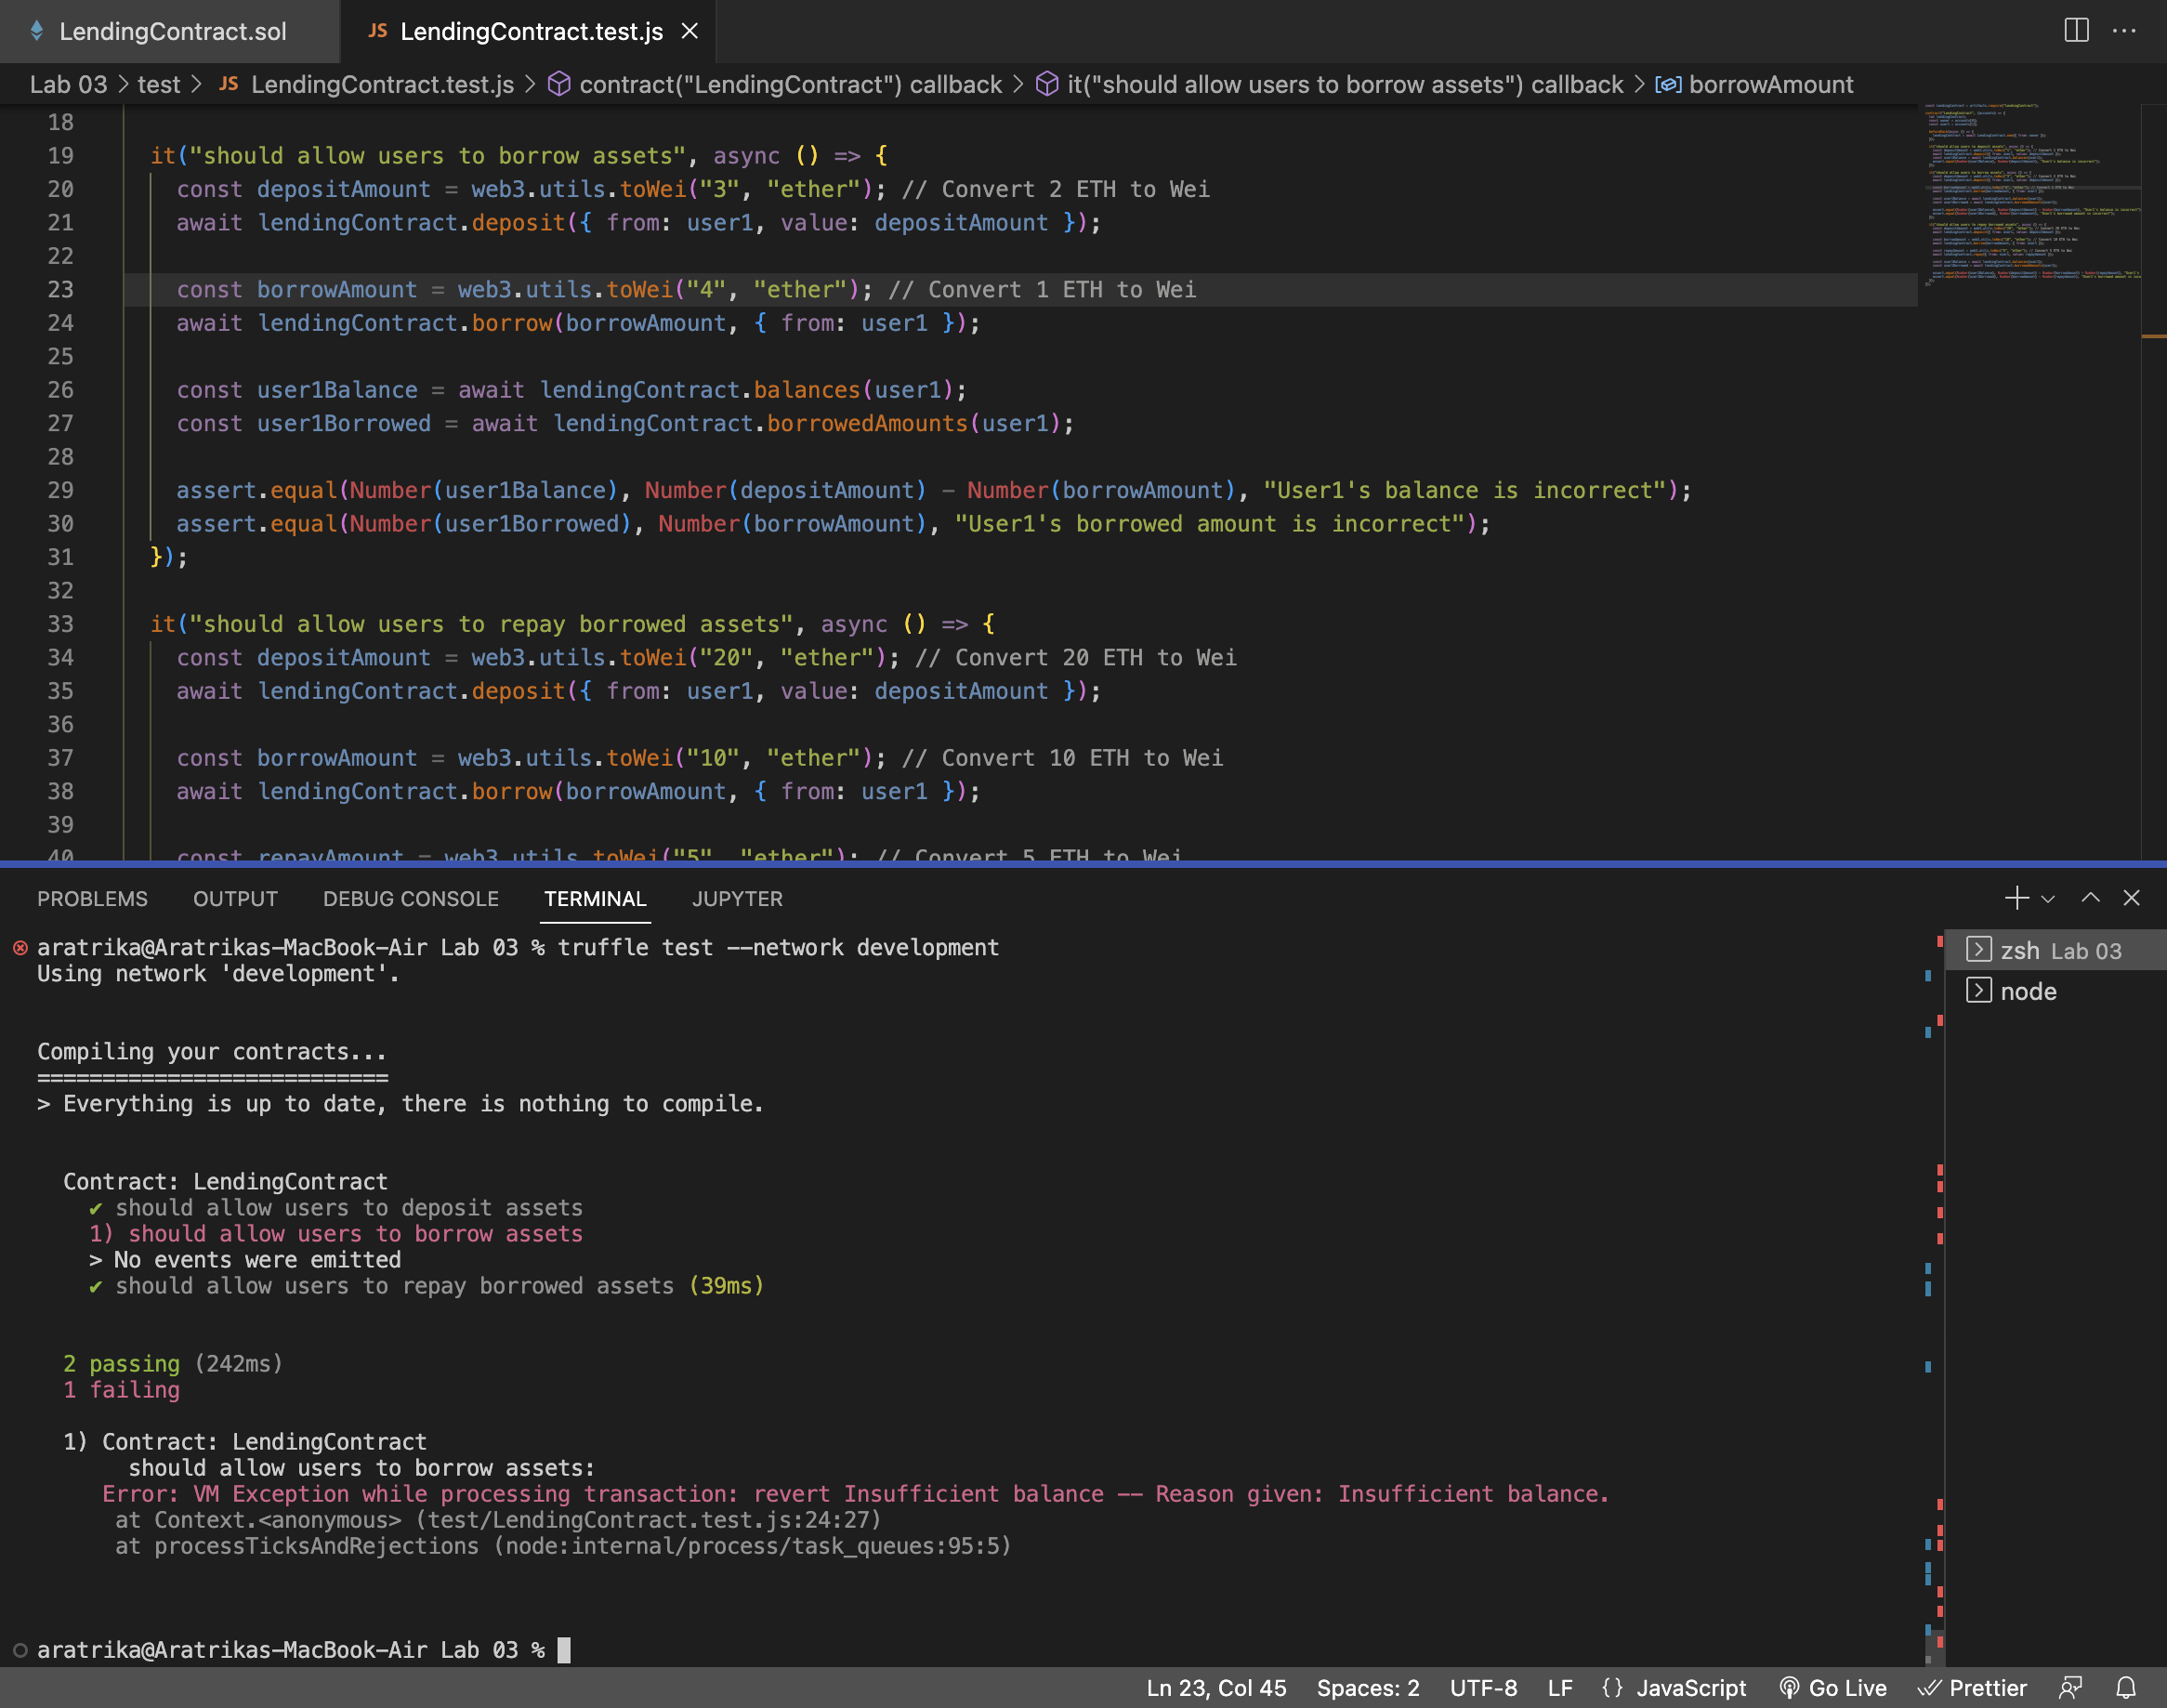 LendingContract.sol
JS LendingContract.test.js
Lab 03 > test > JS LendingContract.test.js > contract("LendingContract") callback > it("should allow users to borrow assets") callback > borrowAmount
18
19 it("should allow users to borrow assets", async () => {
20 const depositAmount = web3.utils.toWei("3", "ether"); // Convert 2 ETH to Wei
21 await lendingContract.deposit({ from: user1, value: depositAmount });
22
23 const borrowAmount = web3.utils.toWei("4", "ether"); // Convert 1 ETH to Wei
24 await lendingContract.borrow(borrowAmount, { from: user1 });
25
26 const user1Balance = await lendingContract.balances(user1);
27 const user1Borrowed = await lendingContract.borrowedAmounts(user1);
28
29 assert.equal(Number(user1Balance), Number(depositAmount) - Number(borrowAmount), "User1's balance is incorrect");
30 assert.equal(Number(user1Borrowed), Number(borrowAmount), "User1's borrowed amount is incorrect");
31 });
32
33 it("should allow users to repay borrowed assets", async () => {
34 const depositAmount = web3.utils.toWei("20", "ether"); // Convert 20 ETH to Wei
35 await lendingContract.deposit({ from: user1, value: depositAmount });
36
37 const borrowAmount = web3.utils.toWei("10", "ether"); // Convert 10 ETH to Wei
38 await lendingContract.borrow(borrowAmount, { from: user1 });
39
40 const repayAmount = web3.utils.toWei("5", "ether"); // Convert 5 ETH to Wei
PROBLEMS OUTPUT DEBUG CONSOLE TERMINAL JUPYTER
aratrika@Aratrikas-MacBook-Air Lab 03 % truffle test --network development
Using network 'development'.
Compiling your contracts...
===========================
> Everything is up to date, there is nothing to compile.
Contract: LendingContract
✔ should allow users to deposit assets
1) should allow users to borrow assets
> No events were emitted
✔ should allow users to repay borrowed assets (39ms)
2 passing (242ms)
1 failing
1) Contract: LendingContract
should allow users to borrow assets:
Error: VM Exception while processing transaction: revert Insufficient balance -- Reason given: Insufficient balance.
at Context.<anonymous> (test/LendingContract.test.js:24:27)
at processTicksAndRejections (node:internal/process/task_queues:95:5)
aratrika@Aratrikas-MacBook-Air Lab 03 %
zsh Lab 03
node
Ln 23, Col 45 Spaces: 2 UTF-8 LF {} JavaScript Go Live Prettier